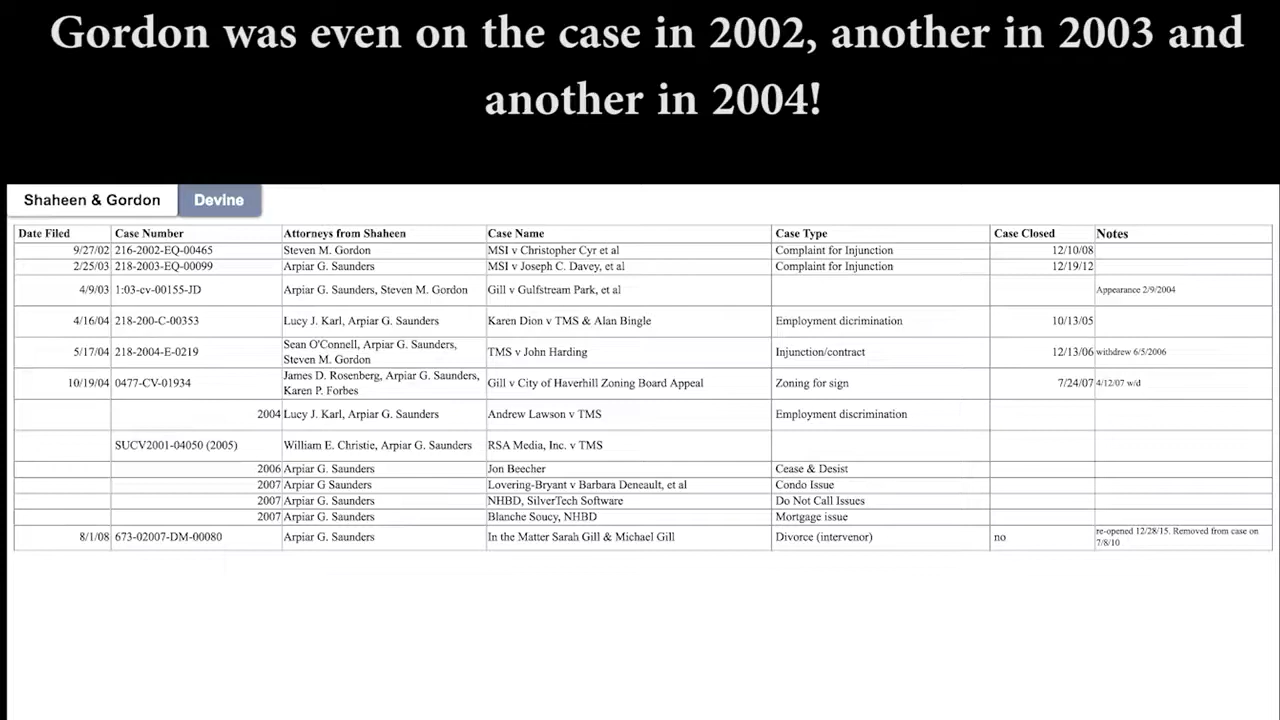 Gordon was even on the case in 2002, another in 2003 and
another in 2004!
Shaheen & Gordon Devine
Date Filed Case Number Attorneys from Shaheen Case Name Case Type Case Closed Notes
9/27/02 216-2002-EQ-00465 Steven M. Gordon MSI v Christopher Cyr et al Complaint for Injunction 12/10/08
2/25/03 218-2003-EQ-00099 Arpiar G. Saunders MSI v Joseph C. Davey, et al Complaint for Injunction 12/19/12
4/9/03 1:03-cv-00155-JD Arpiar G. Saunders, Steven M. Gordon Gill v Gulfstream Park, et al Appearance 2/9/2004
4/16/04 218-200-C-00353 Lucy J. Karl, Arpiar G. Saunders Karen Dion v TMS & Alan Bingle Employment dicrimination 10/13/05
5/17/04 218-2004-E-0219 Sean O'Connell, Arpiar G. Saunders, Steven M. Gordon TMS v John Harding Injunction/contract 12/13/06 withdrew 6/5/2006
10/19/04 0477-CV-01934 James D. Rosenberg, Arpiar G. Saunders, Karen P. Forbes Gill v City of Haverhill Zoning Board Appeal Zoning for sign 7/24/07 4/12/07 w/d
2004 Lucy J. Karl, Arpiar G. Saunders Andrew Lawson v TMS Employment discrimination
SUCV2001-04050 (2005) William E. Christie, Arpiar G. Saunders RSA Media, Inc. v TMS
2006 Arpiar G. Saunders Jon Beecher Cease & Desist
2007 Arpiar G Saunders Lovering-Bryant v Barbara Deneault, et al Condo Issue
2007 Arpiar G. Saunders NHBD, SilverTech Software Do Not Call Issues
2007 Arpiar G. Saunders Blanche Soucy, NHBD Mortgage issue
8/1/08 673-02007-DM-00080 Arpiar G. Saunders In the Matter Sarah Gill & Michael Gill Divorce (intervenor) no re-opened 12/28/15. Removed from case on 7/8/10